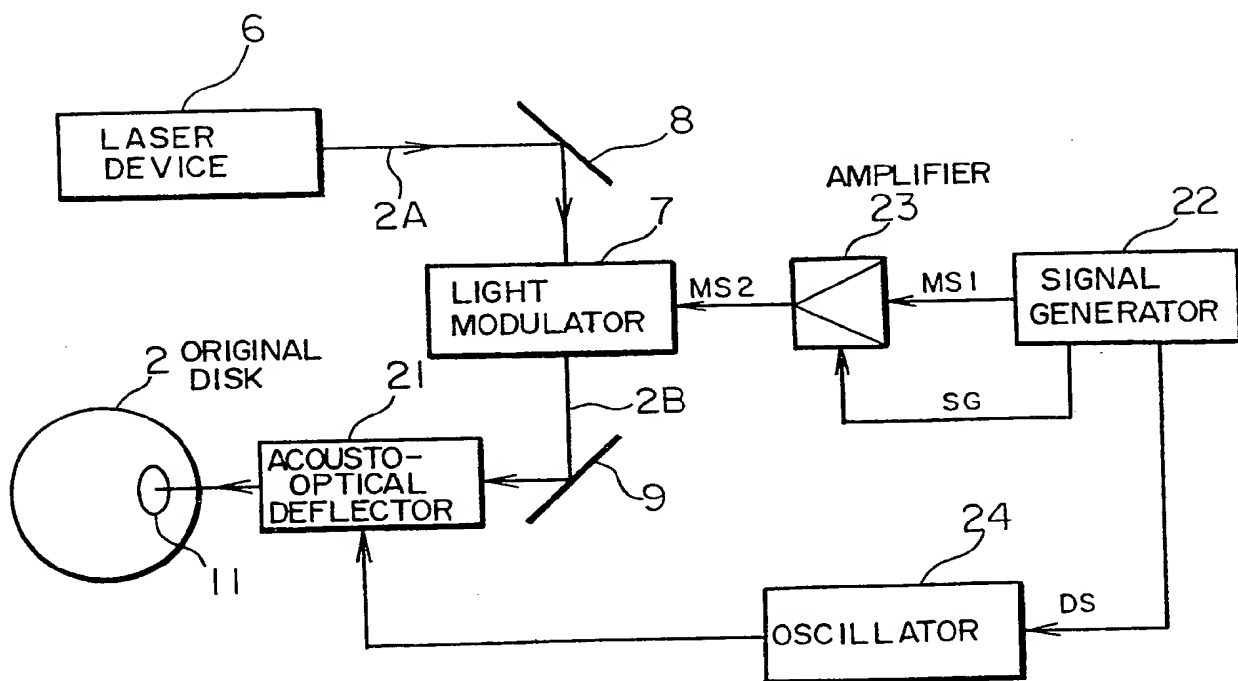 6
LASER
DEVICE
2A
8
7
LIGHT
MODULATOR
MS2
AMPLIFIER
23
MS1
22
SIGNAL
GENERATOR
SG
2 ORIGINAL
DISK
21
2B
ACOUSTO-
OPTICAL
DEFLECTOR
9
11
24
OSCILLATOR
DS